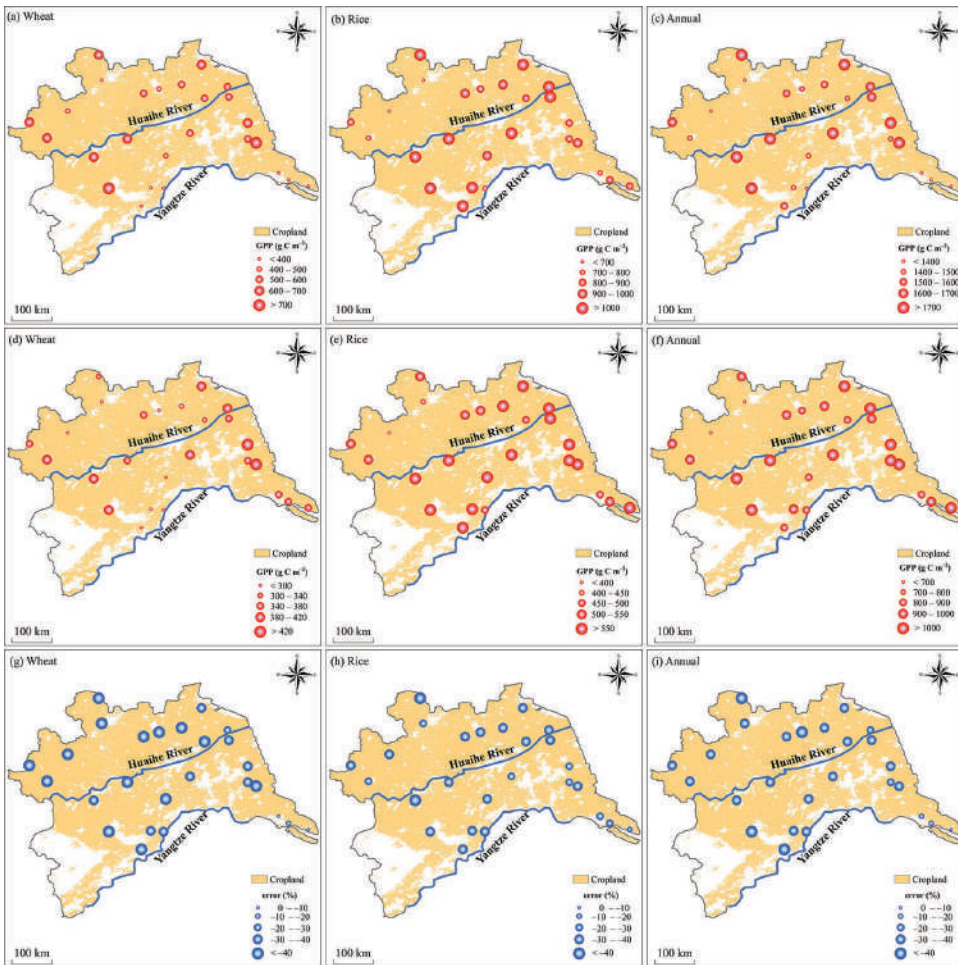 (a) Wheat
Huaihe River
Yangtze River
Cropland
GPP (g C m⁻²)
< 400
400 – 500
500 – 600
600 – 700
> 700
100 km
(b) Rice
Huaihe River
Yangtze River
Cropland
GPP (g C m⁻²)
< 700
700 – 800
800 – 900
900 – 1000
> 1000
100 km
(c) Annual
Huaihe River
Yangtze River
Cropland
GPP (g C m⁻²)
< 1400
1400 – 1500
1500 – 1600
1600 – 1700
> 1700
100 km
(d) Wheat
Huaihe River
Yangtze River
Cropland
GPP (g C m⁻²)
< 300
300 – 340
340 – 380
380 – 420
> 420
100 km
(e) Rice
Huaihe River
Yangtze River
Cropland
GPP (g C m⁻²)
< 400
400 – 450
450 – 500
500 – 550
> 550
100 km
(f) Annual
Huaihe River
Yangtze River
Cropland
GPP (g C m⁻²)
< 700
700 – 800
800 – 900
900 – 1000
> 1000
100 km
(g) Wheat
Huaihe River
Yangtze River
Cropland
error (%)
0 – –10
–10 – –20
–20 – –30
–30 – –40
< –40
100 km
(h) Rice
Huaihe River
Yangtze River
Cropland
error (%)
0 – –10
–10 – –20
–20 – –30
–30 – –40
< –40
100 km
(i) Annual
Huaihe River
Yangtze River
Cropland
error (%)
0 – –10
–10 – –20
–20 – –30
–30 – –40
< –40
100 km